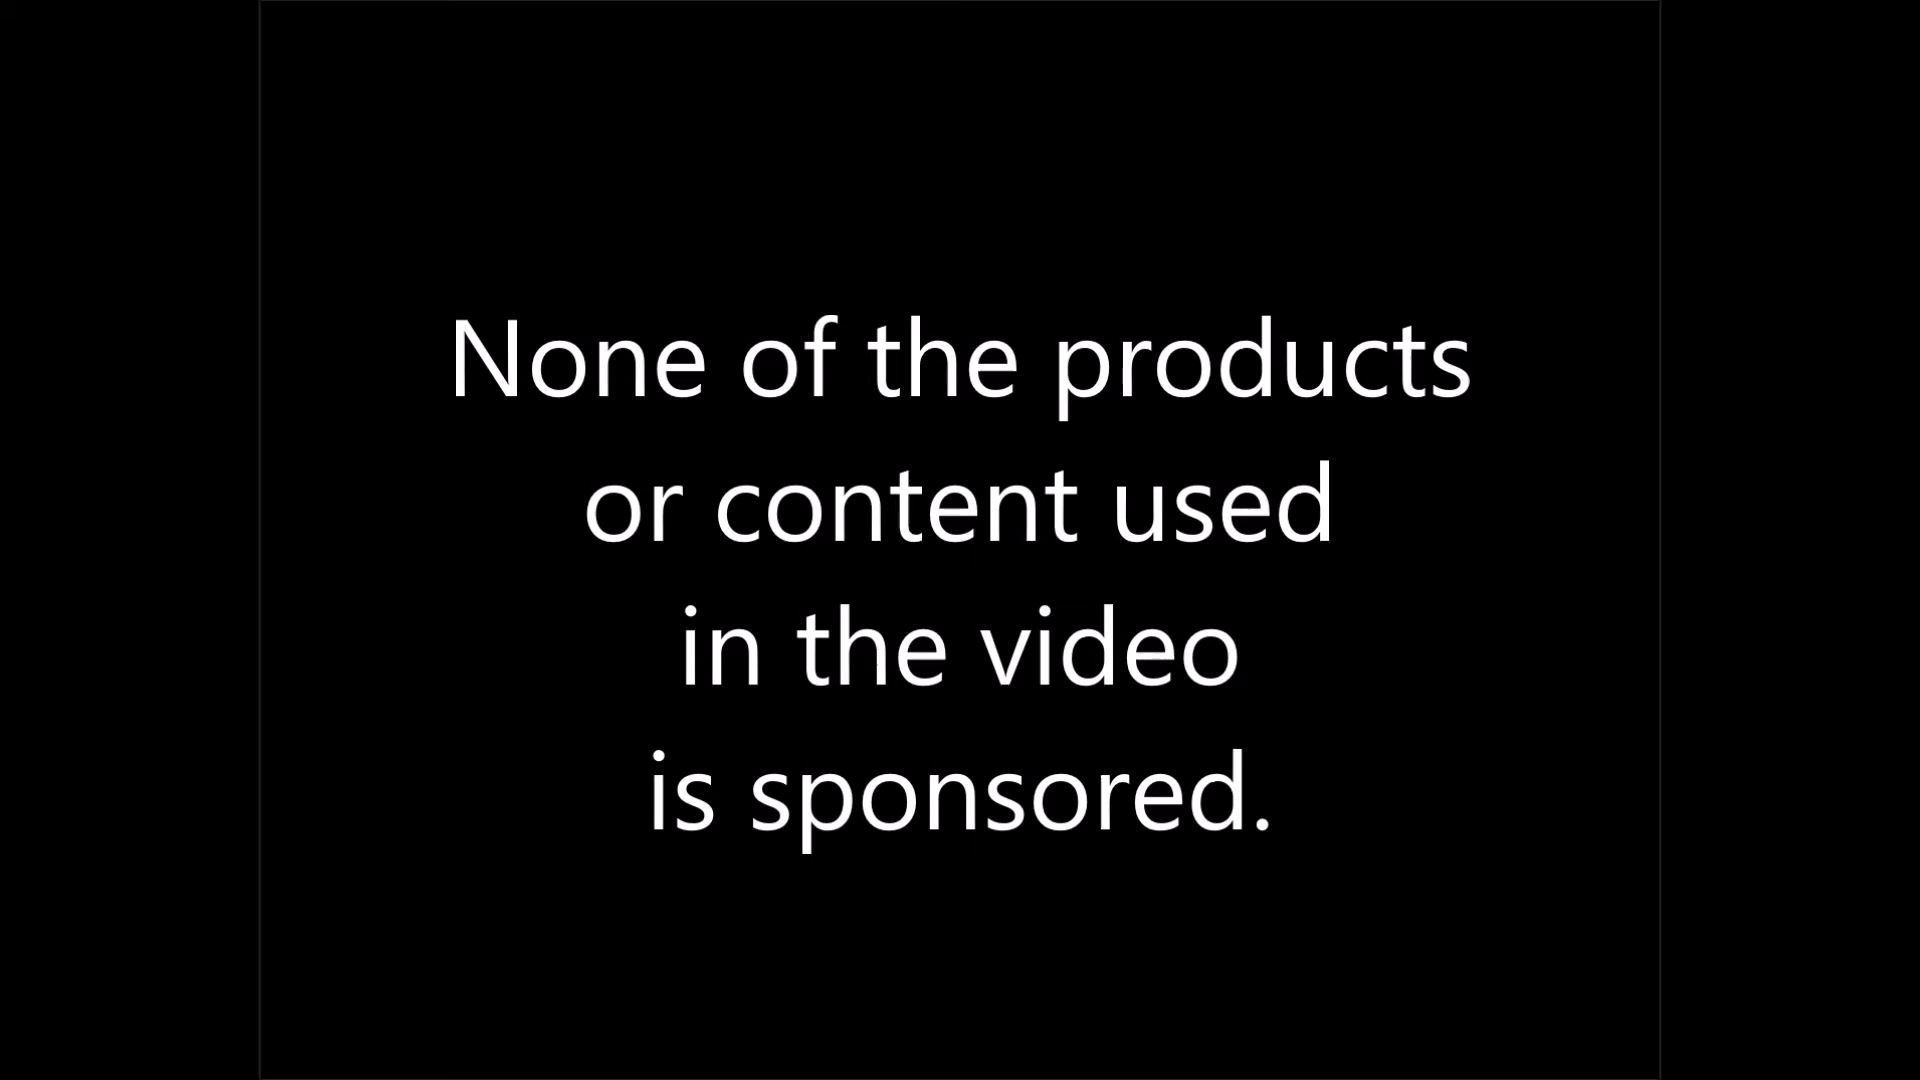 None of the products
or content used
in the video
is sponsored.